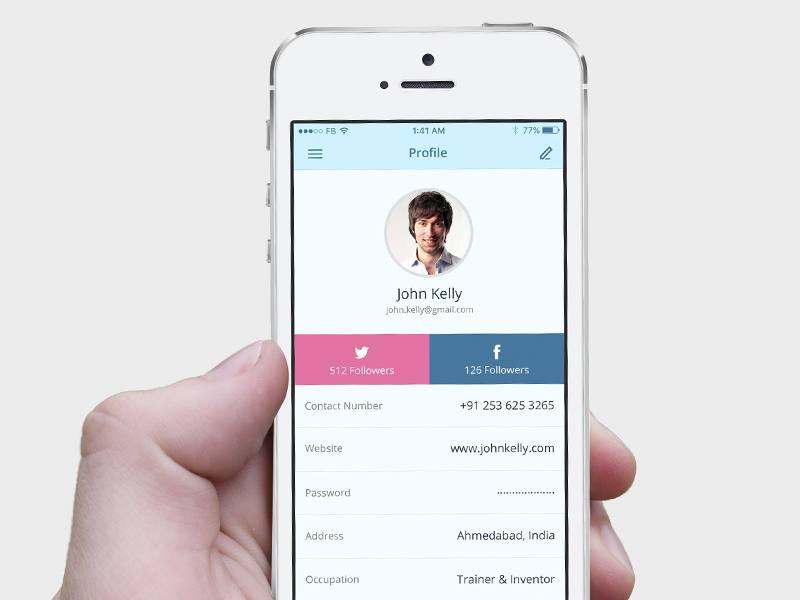 FB 1:41 AM 77%
Profile
John Kelly
john.kelly@gmail.com
512 Followers 126 Followers
Contact Number +91 253 625 3265
Website www.johnkelly.com
Password ···················
Address Ahmedabad, India
Occupation Trainer & Inventor